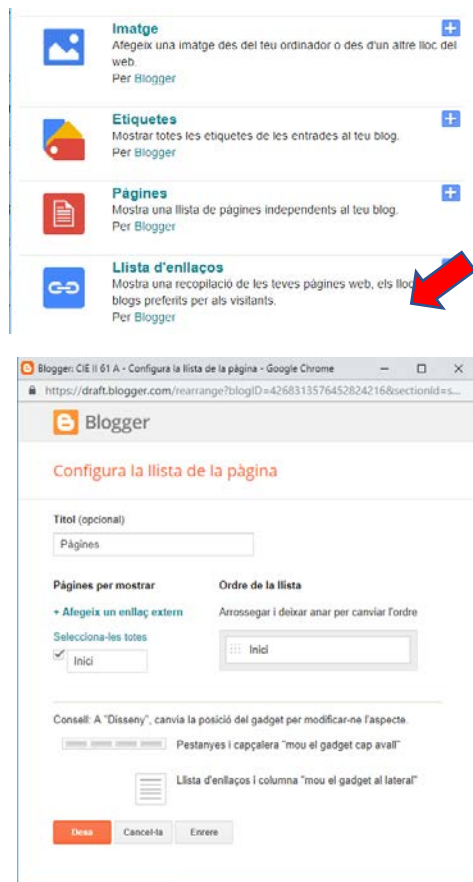 Imatge
Afegeix una imatge des del teu ordinador o des d'un altre lloc del
web.
Per Blogger
Etiquetes
Mostrar totes les etiquetes de les entrades al teu blog.
Per Blogger
Pàgines
Mostra una llista de pàgines independents al teu blog.
Per Blogger
Llista d'enllaços
Mostra una recopilació de les teves pàgines web, els
blogs preferits per als visitants.
Per Blogger
Blogger: CIE II 61 A - Configura la llista de la pàgina - Google Chrome
https://draft.blogger.com/rearrange?blogID=4268313576452824216&sectionId=s...
Blogger
Configura la llista de la pàgina
Títol (opcional)
Pàgines
Pàgines per mostrar Ordre de la llista
+ Afegeix un enllaç extern Arrossegar i deixar anar per canviar l'ordre
Selecciona-les totes
Inici Inici
Consell: A "Disseny", canvia la posició del gadget per modificar-ne l'aspecte.
Pestanyes i capçalera "mou el gadget cap avall"
Llista d'enllaços i columna "mou el gadget al lateral"
Desa Cancel·la Enrere